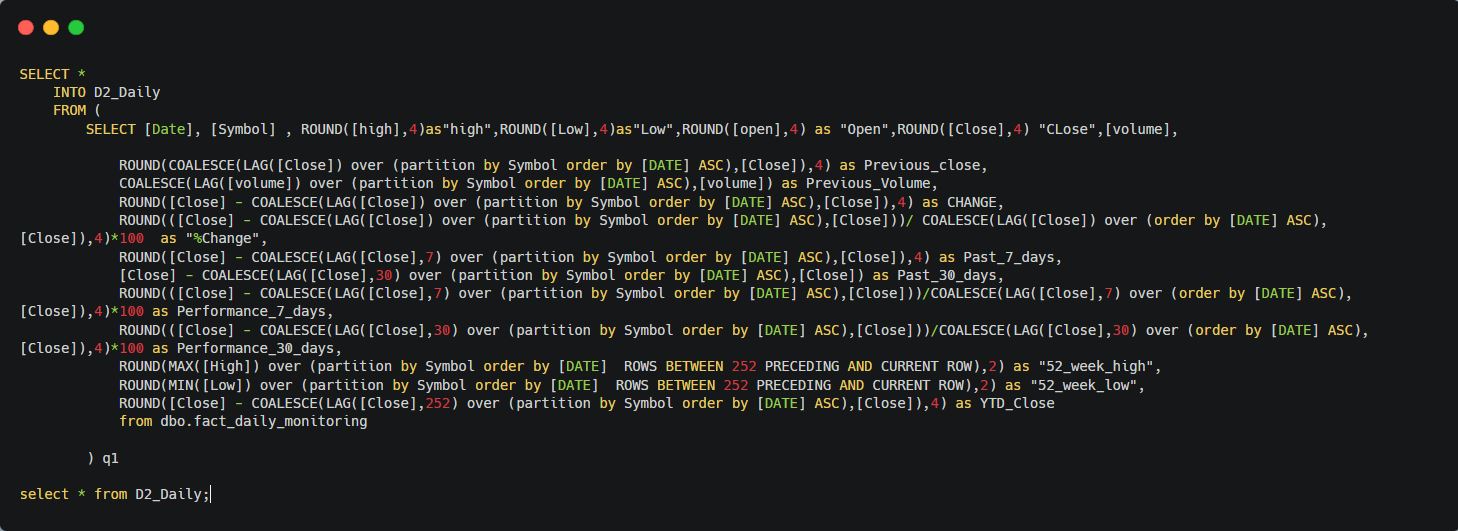 SELECT *
INTO D2_Daily
FROM (
SELECT [Date], [Symbol] , ROUND([high],4)as"high",ROUND([Low],4)as"Low",ROUND([open],4) as "Open",ROUND([Close],4) "CLose",[volume],
ROUND(COALESCE(LAG([Close]) over (partition by Symbol order by [DATE] ASC),[Close]),4) as Previous_close,
COALESCE(LAG([volume]) over (partition by Symbol order by [DATE] ASC),[volume]) as Previous_Volume,
ROUND([Close] - COALESCE(LAG([Close]) over (partition by Symbol order by [DATE] ASC),[Close]),4) as CHANGE,
ROUND(([Close] - COALESCE(LAG([Close]) over (partition by Symbol order by [DATE] ASC),[Close]))/ COALESCE(LAG([Close]) over (order by [DATE] ASC),
[Close]),4)*100  as "%Change",
ROUND([Close] - COALESCE(LAG([Close],7) over (partition by Symbol order by [DATE] ASC),[Close]),4) as Past_7_days,
[Close] - COALESCE(LAG([Close],30) over (partition by Symbol order by [DATE] ASC),[Close]) as Past_30_days,
ROUND(([Close] - COALESCE(LAG([Close],7) over (partition by Symbol order by [DATE] ASC),[Close]))/COALESCE(LAG([Close],7) over (order by [DATE] ASC),
[Close]),4)*100 as Performance_7_days,
ROUND(([Close] - COALESCE(LAG([Close],30) over (partition by Symbol order by [DATE] ASC),[Close]))/COALESCE(LAG([Close],30) over (order by [DATE] ASC),
[Close]),4)*100 as Performance_30_days,
ROUND(MAX([High]) over (partition by Symbol order by [DATE]  ROWS BETWEEN 252 PRECEDING AND CURRENT ROW),2) as "52_week_high",
ROUND(MIN([Low]) over (partition by Symbol order by [DATE]  ROWS BETWEEN 252 PRECEDING AND CURRENT ROW),2) as "52_week_low",
ROUND([Close] - COALESCE(LAG([Close],252) over (partition by Symbol order by [DATE] ASC),[Close]),4) as YTD_Close
from dbo.fact_daily_monitoring
) q1
select * from D2_Daily;